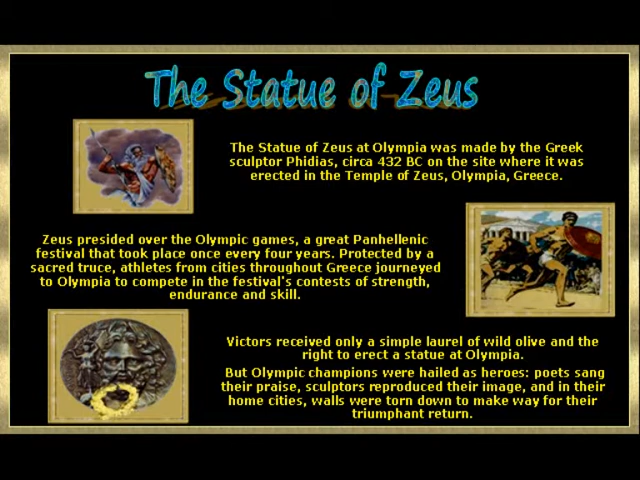 The Statue of Zeus
The Statue of Zeus at Olympia was made by the Greek
sculptor Phidias, circa 432 BC on the site where it was
erected in the Temple of Zeus, Olympia, Greece.
Zeus presided over the Olympic games, a great Panhellenic
festival that took place once every four years. Protected by a
sacred truce, athletes from cities throughout Greece journeyed
to Olympia to compete in the festival's contests of strength,
endurance and skill.
Victors received only a simple laurel of wild olive and the
right to erect a statue at Olympia.
But Olympic champions were hailed as heroes: poets sang
their praise, sculptors reproduced their image, and in their
home cities, walls were torn down to make way for their
triumphant return.